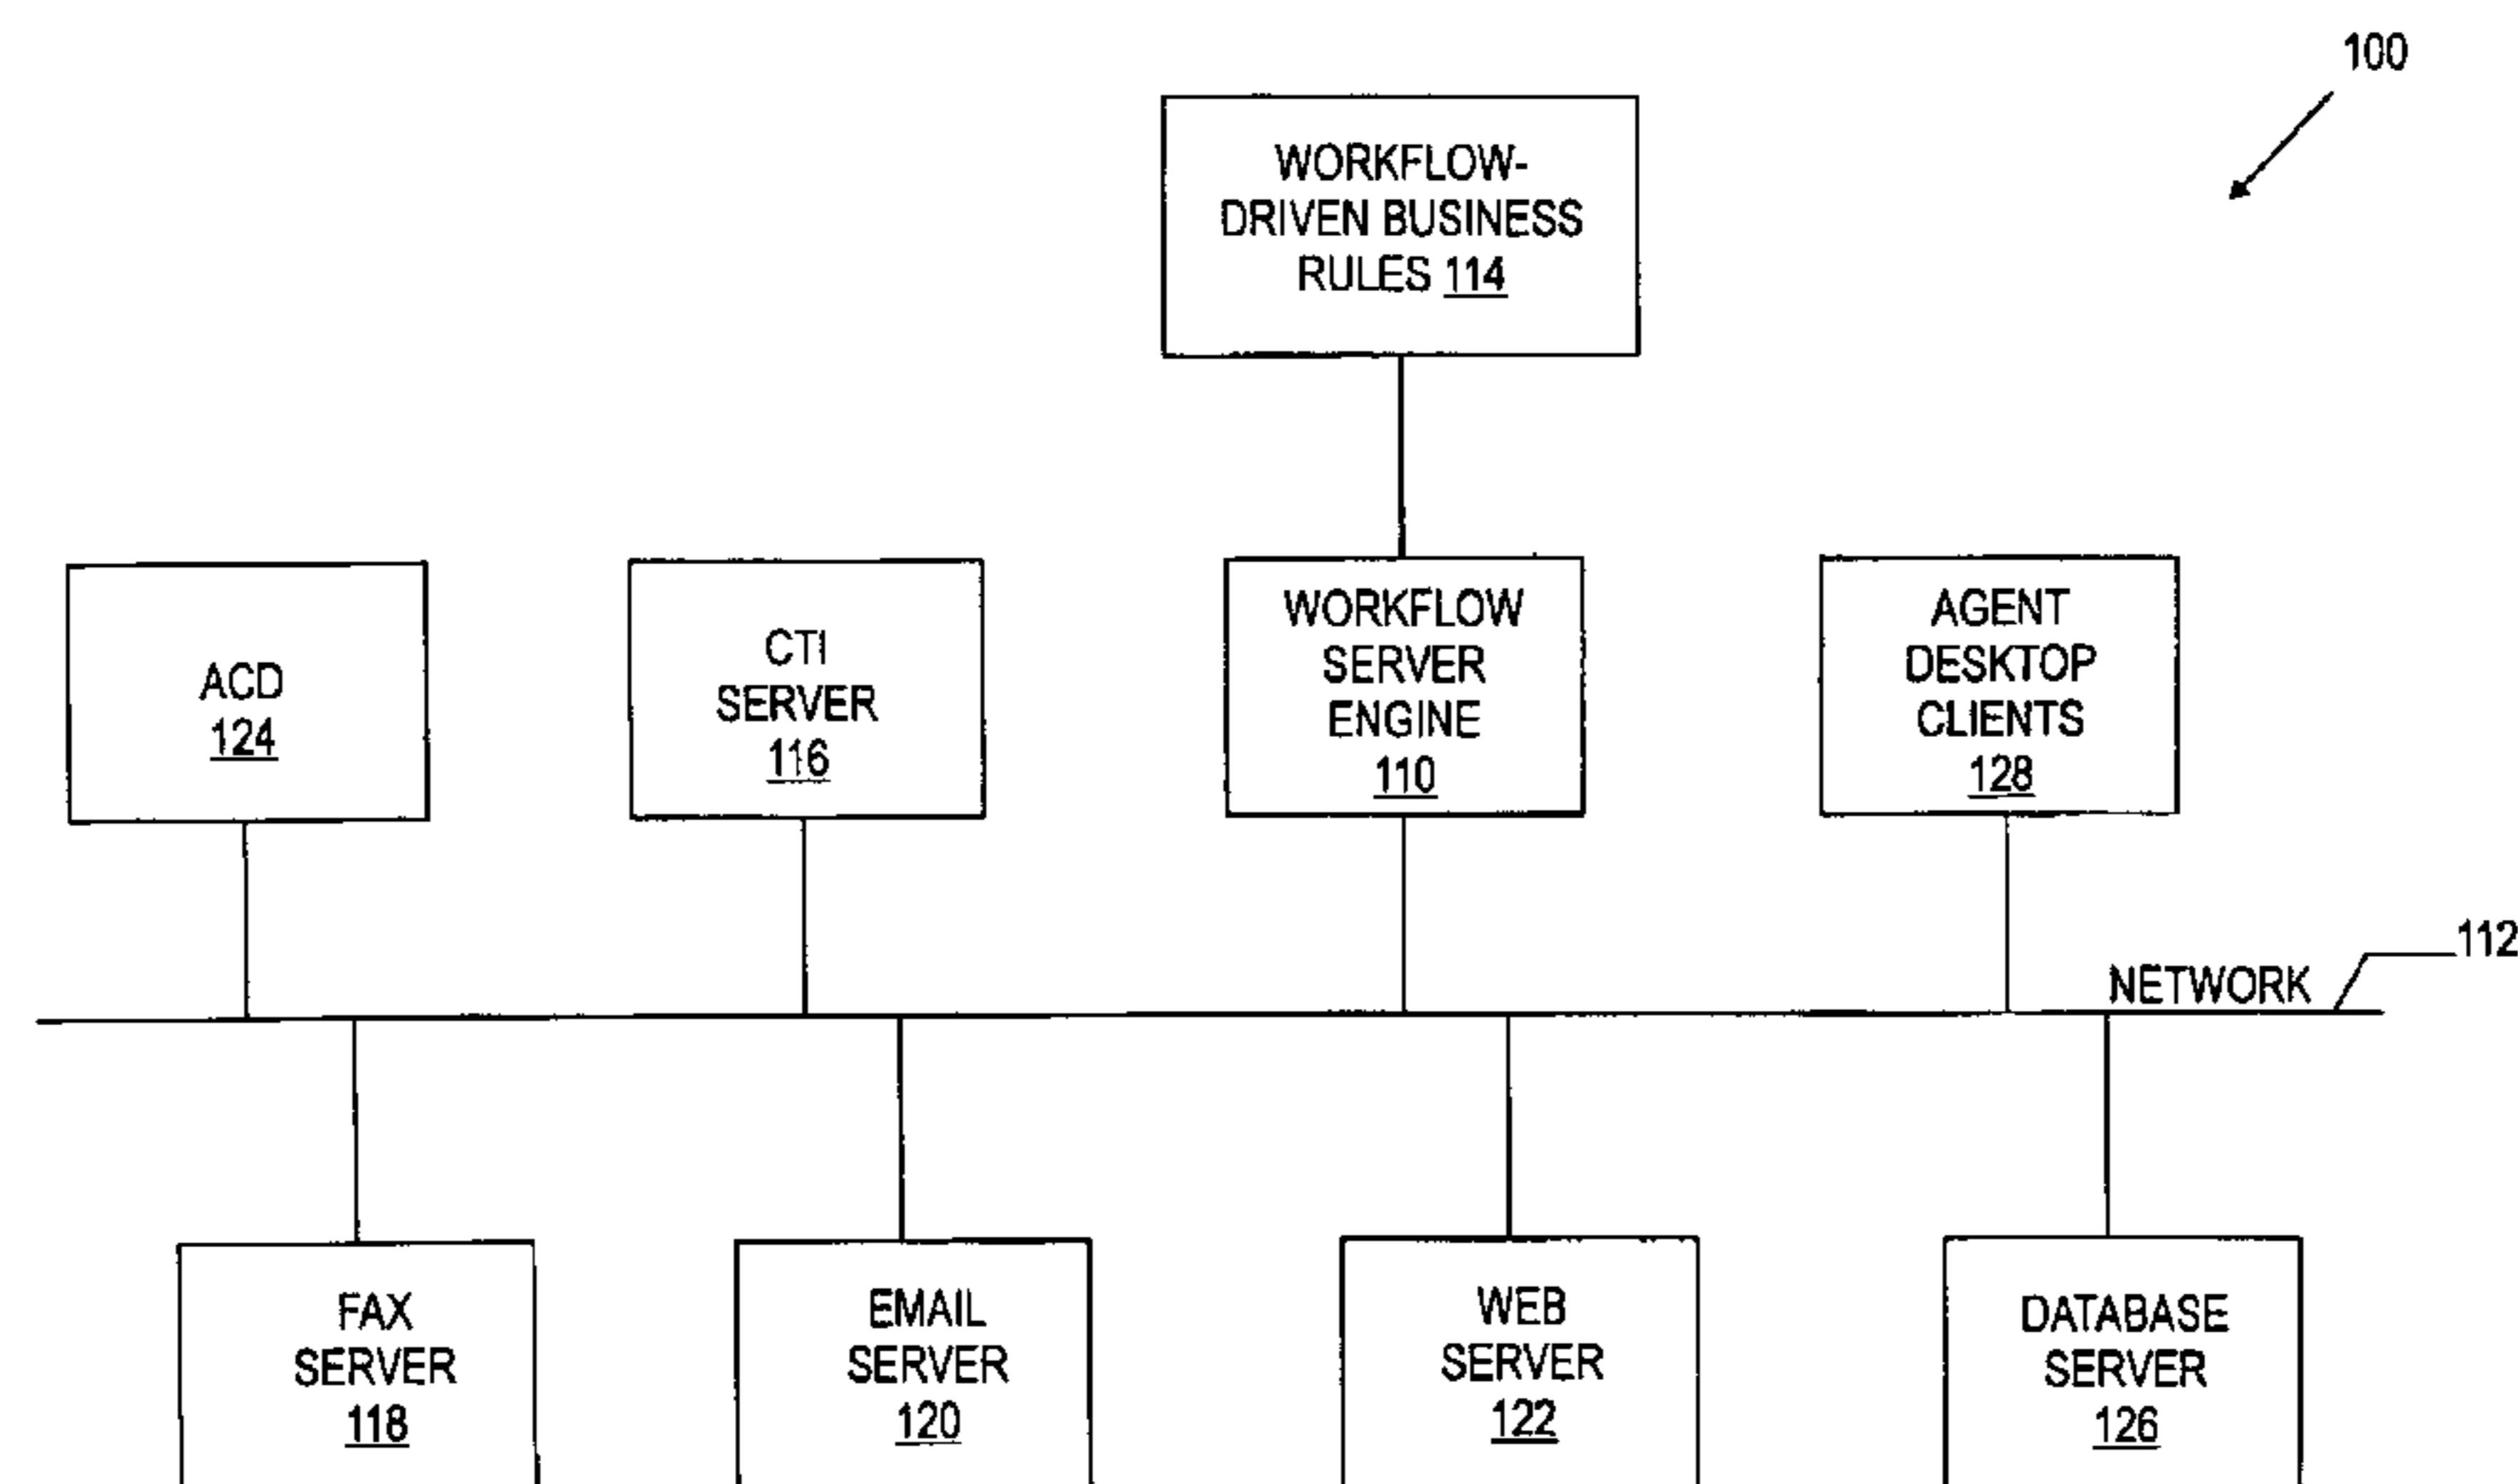 100
WORKFLOW-
DRIVEN BUSINESS
RULES 114
ACD
124
CTI
SERVER
116
WORKFLOW
SERVER
ENGINE
110
AGENT
DESKTOP
CLIENTS
128
112
NETWORK
FAX
SERVER
118
EMAIL
SERVER
120
WEB
SERVER
122
DATABASE
SERVER
126